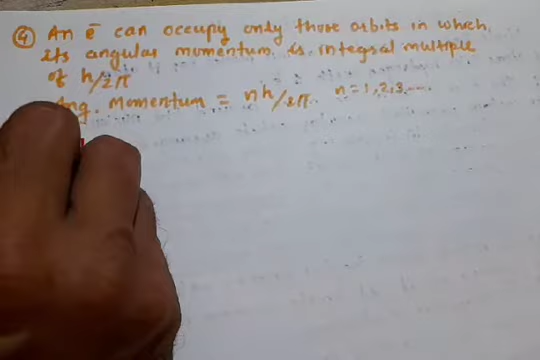 ④ An ē can occupy only those orbits in which
its angular momentum is integral multiple
of h/2π
Ang. Momentum = nh/2π n=1,2,3....